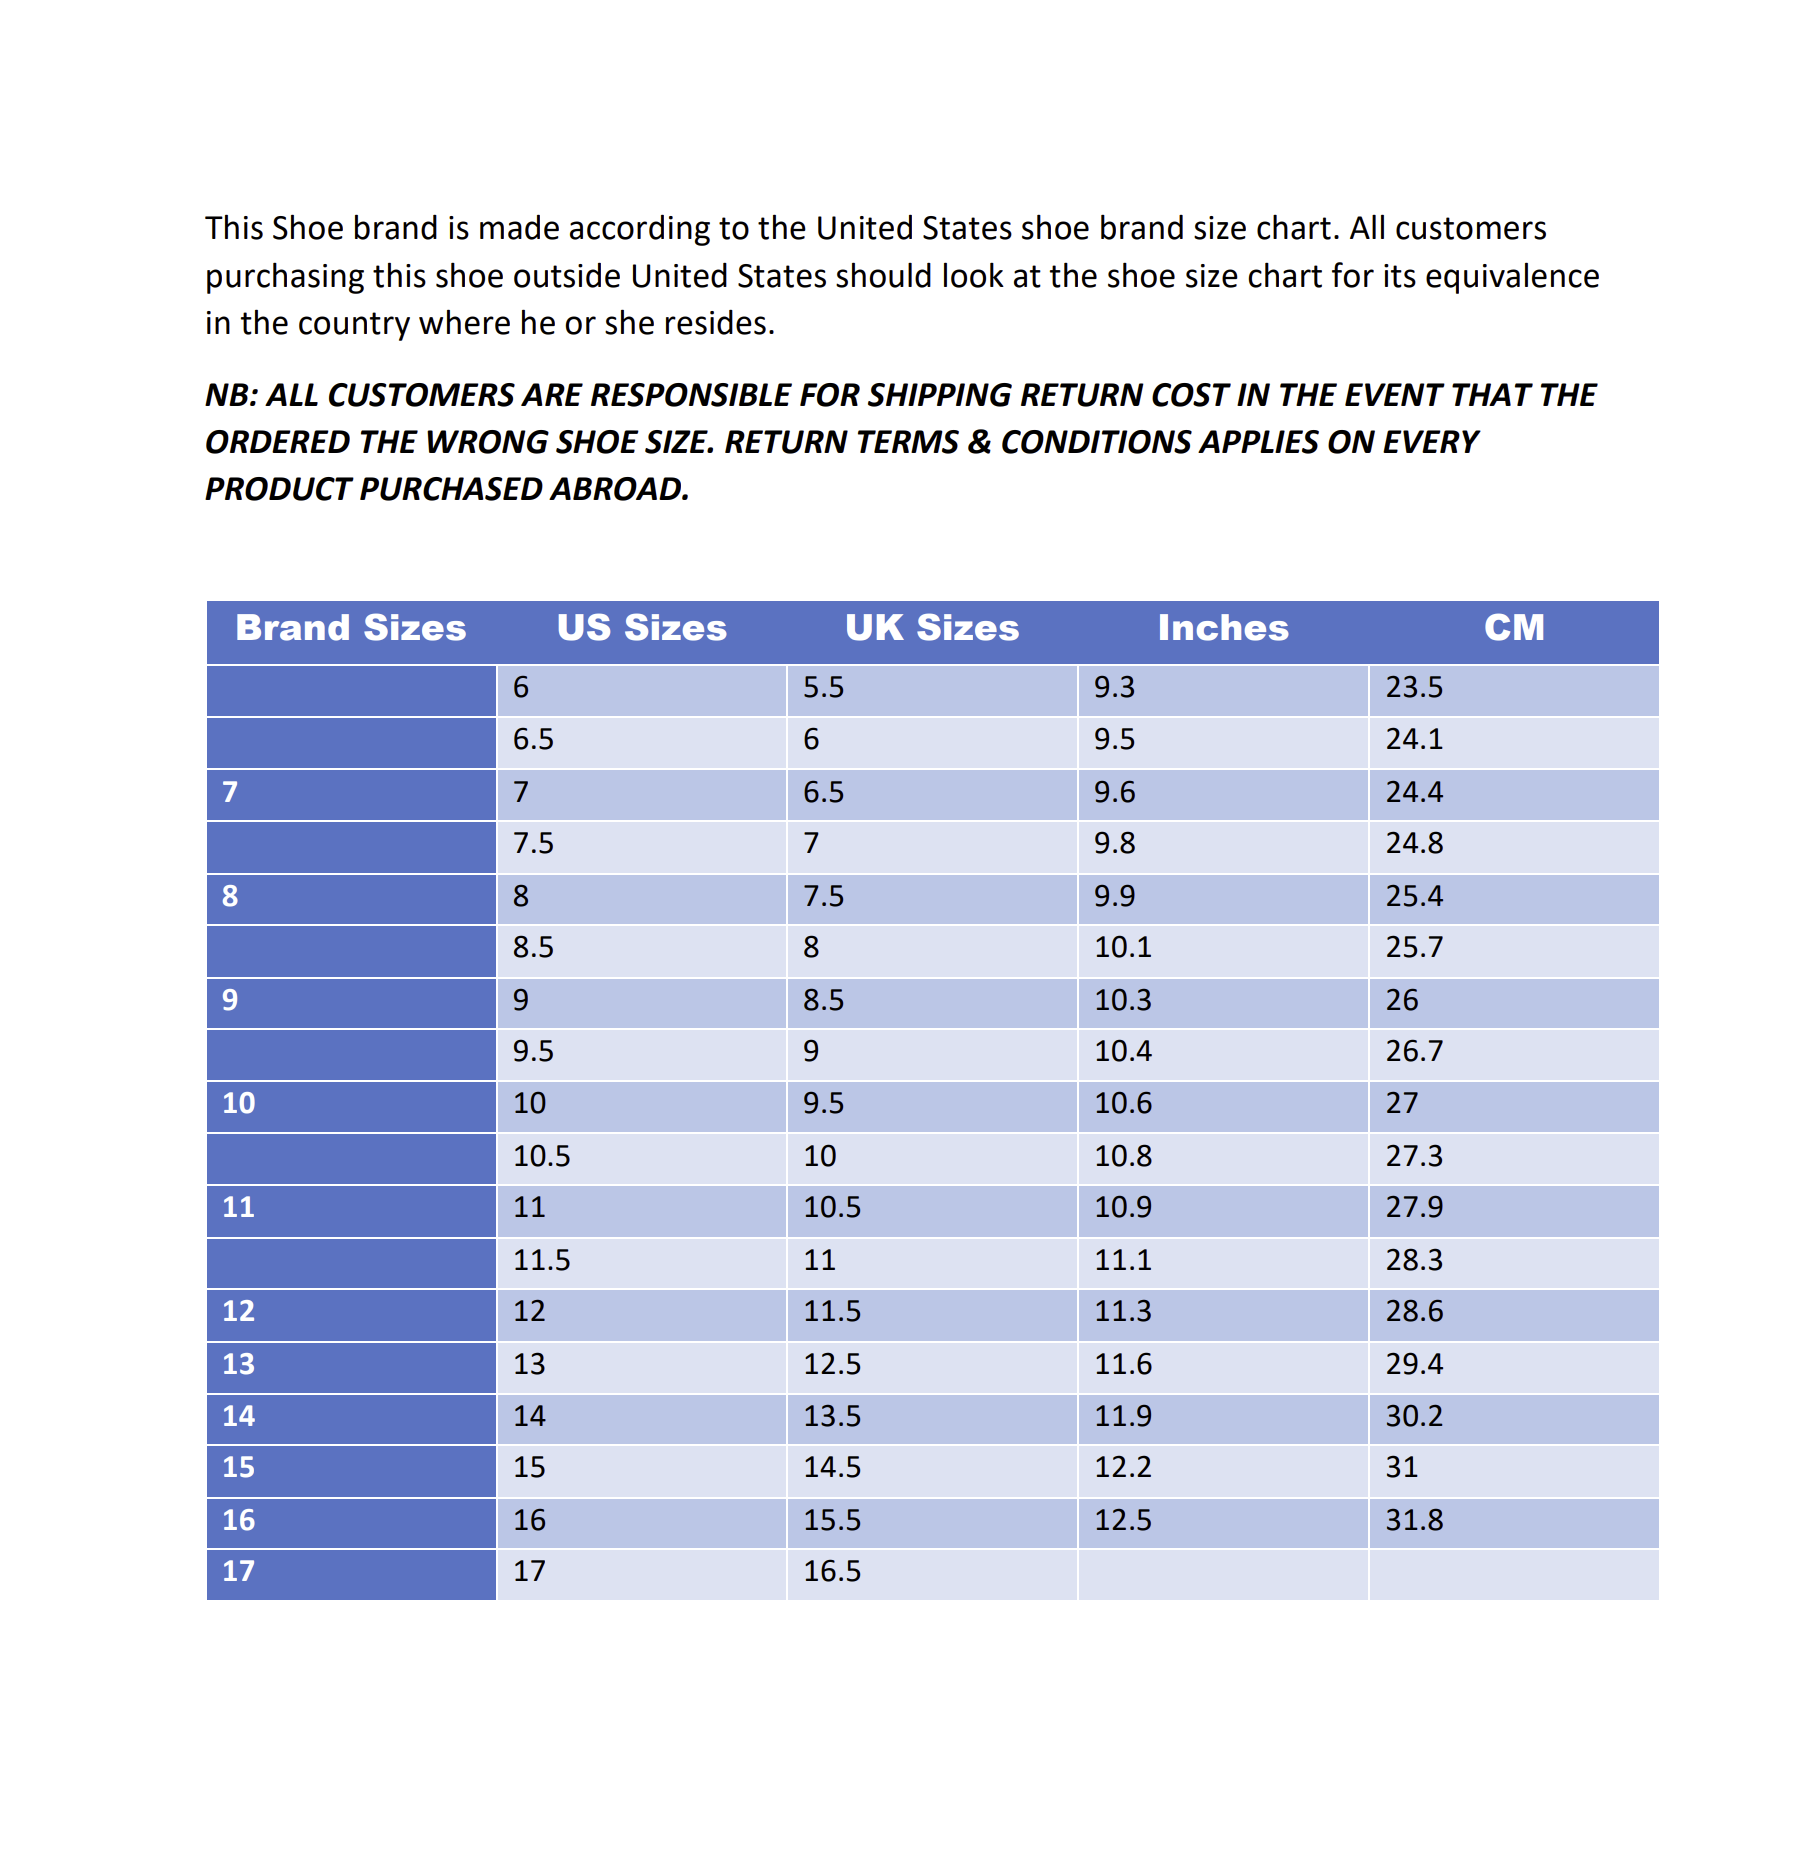 This Shoe brand is made according to the United States shoe brand size chart. All customers
purchasing this shoe outside United States should look at the shoe size chart for its equivalence
in the country where he or she resides.
NB: ALL CUSTOMERS ARE RESPONSIBLE FOR SHIPPING RETURN COST IN THE EVENT THAT THE
ORDERED THE WRONG SHOE SIZE. RETURN TERMS & CONDITIONS APPLIES ON EVERY
PRODUCT PURCHASED ABROAD.
Brand Sizes US Sizes UK Sizes Inches CM
6 5.5 9.3 23.5
6.5 6 9.5 24.1
7 7 6.5 9.6 24.4
7.5 7 9.8 24.8
8 8 7.5 9.9 25.4
8.5 8 10.1 25.7
9 9 8.5 10.3 26
9.5 9 10.4 26.7
10 10 9.5 10.6 27
10.5 10 10.8 27.3
11 11 10.5 10.9 27.9
11.5 11 11.1 28.3
12 12 11.5 11.3 28.6
13 13 12.5 11.6 29.4
14 14 13.5 11.9 30.2
15 15 14.5 12.2 31
16 16 15.5 12.5 31.8
17 17 16.5